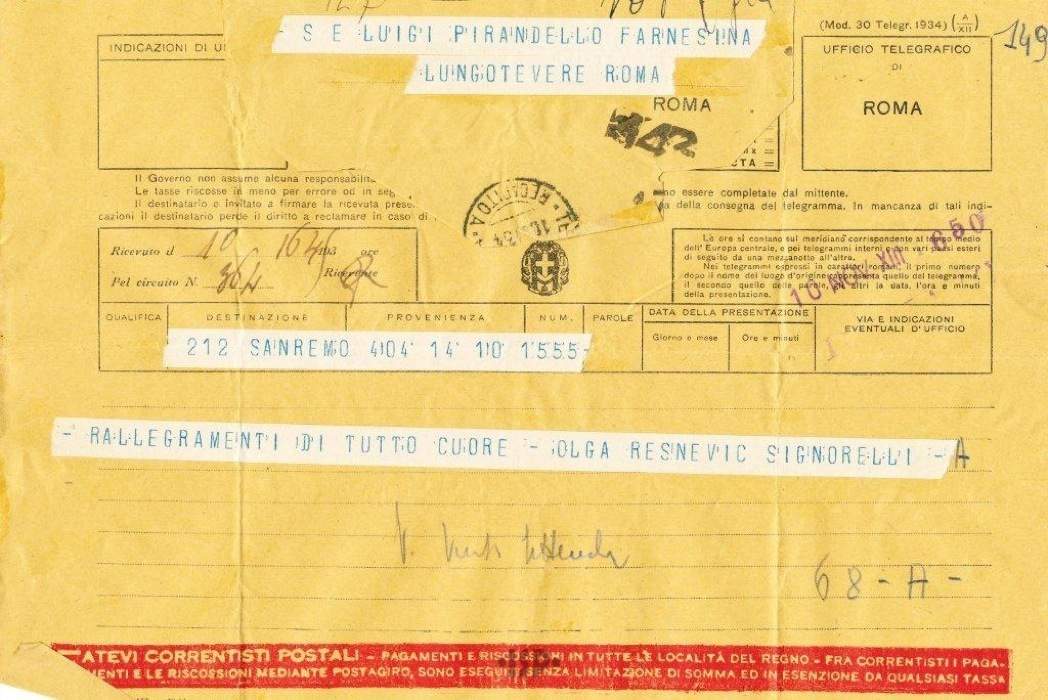 (Mod. 30 Telegr. 1934) (A/XII)
149
- S E LUIGI PIRANDELLO FARNESINA
LUNGOTEVERE ROMA
INDICAZIONI DI
ROMA
UFFICIO TELEGRAFICO
DI
ROMA
Il Governo non assume alcuna responsabilità
Le tasse riscosse in meno per errore od in
Il destinatario è invitato a firmare la ricevuta
cazioni il destinatario perde il diritto a reclamare in caso di
essere completate dal mittente.
della consegna del telegramma. In mancanza di tali indi-
RECAPITO
Ricevuto il 10 ore
Pel circuito N. Ricevente
Le ore si contano sul meridiano corrispondente al tempo medio
dell'Europa centrale, e pei telegrammi interni e con vari paesi esteri
di seguito da una mezzanotte all'altra.
Nei telegrammi espressi in caratteri romani, il primo numero
dopo il nome del luogo d'origine rappresenta quello del telegramma,
il secondo quello delle parole, gli altri la data, l'ora e minuti
della presentazione.
10 NOV XIII 650
QUALIFICA DESTINAZIONE PROVENIENZA NUM. PAROLE DATA DELLA PRESENTAZIONE VIA E INDICAZIONI
EVENTUALI D'UFFICIO
Giorno e mese Ore e minuti
212 SANREMO 404 14 10 1555-
- RALLEGRAMENTI DI TUTTO CUORE - OLGA RESNEVIC SIGNORELLI - A
68 - A -
ATEVI CORRENTISTI POSTALI - PAGAMENTI E RISCOSSIONI IN TUTTE LE LOCALITÀ DEL REGNO - FRA CORRENTISTI I PAGA-
MENTI E LE RISCOSSIONI MEDIANTE POSTAGIRO, SONO ESEGUITI SENZA LIMITAZIONE DI SOMMA ED IN ESENZIONE DA QUALSIASI TASSA